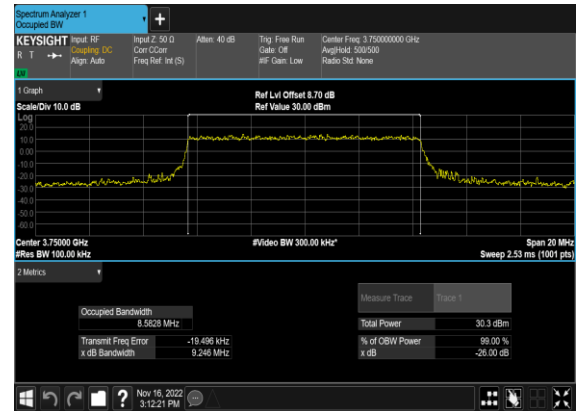 Spectrum Analyzer 1
Occupied BW
KEYSIGHT
R T
LXI
Input: RF
Coupling: DC
Align: Auto
Input Z: 50 Ω
Corr CCorr
Freq Ref: Int (S)
Atten: 40 dB
Trig: Free Run
Gate: Off
#IF Gain: Low
Center Freq: 3.750000000 GHz
Avg|Hold: 500/500
Radio Std: None
1 Graph
Scale/Div 10.0 dB
Ref Lvl Offset 8.70 dB
Ref Value 30.00 dBm
Log
20.0
10.0
0.00
-10.0
-20.0
-30.0
-40.0
-50.0
-60.0
Center 3.75000 GHz
#Res BW 100.00 kHz
#Video BW 300.00 kHz*
Span 20 MHz
Sweep 2.53 ms (1001 pts)
2 Metrics
Measure Trace Trace 1
Occupied Bandwidth
8.5828 MHz
Total Power 30.3 dBm
Transmit Freq Error -19.496 kHz
% of OBW Power 99.00 %
x dB Bandwidth 9.246 MHz
x dB -26.00 dB
?
Nov 16, 2022
3:12:21 PM